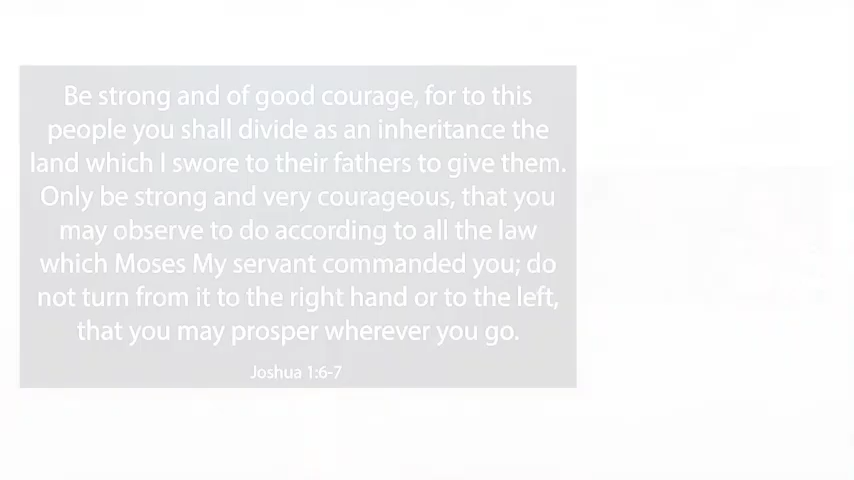 Be strong and of good courage, for to this
people you shall divide as an inheritance the
land which I swore to their fathers to give them.
Only be strong and very courageous, that you
may observe to do according to all the law
which Moses My servant commanded you; do
not turn from it to the right hand or to the left,
that you may prosper wherever you go.
Joshua 1:6-7